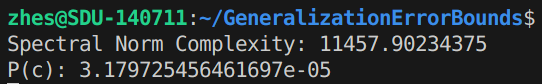 zhes@SDU-140711:~/GeneralizationErrorBounds$
Spectral Norm Complexity: 11457.90234375
P(c): 3.179725456461697e-05